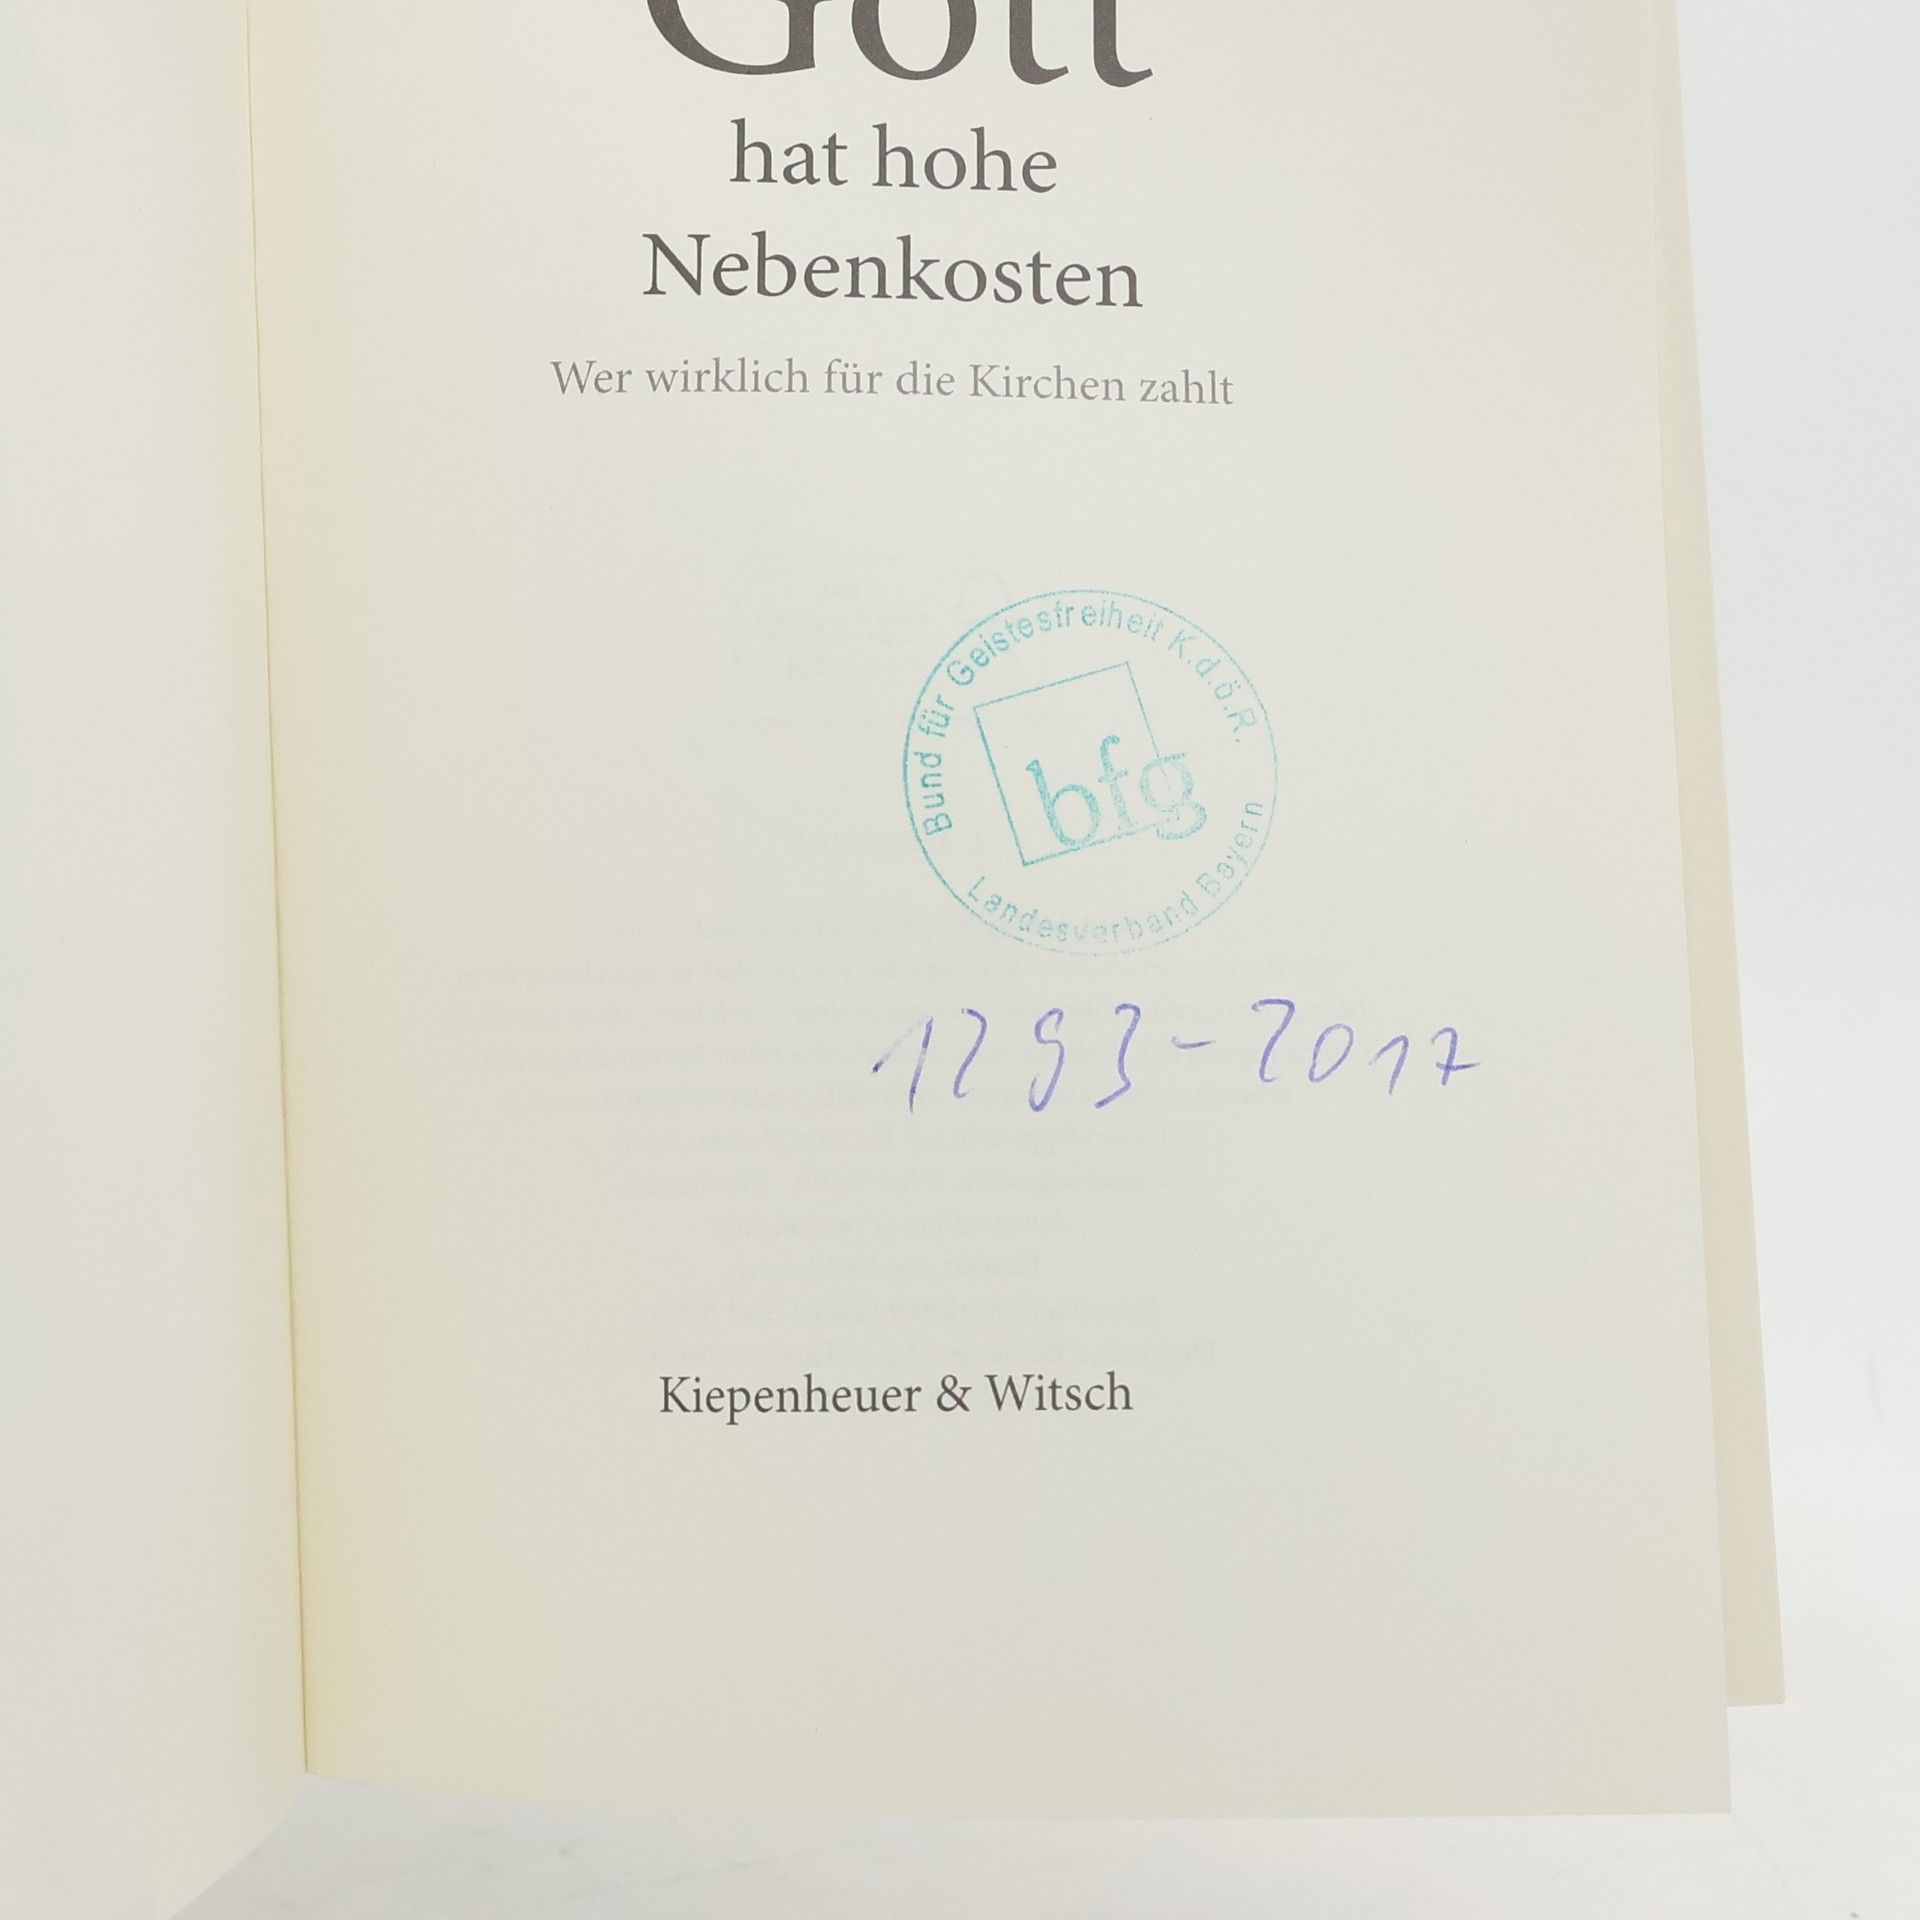 Gott
hat hohe
Nebenkosten
Wer wirklich für die Kirchen zahlt
Bund für Geistesfreiheit K.d.ö.R.
bfg
Landesverband Bayern
1293-2017
Kiepenheuer & Witsch